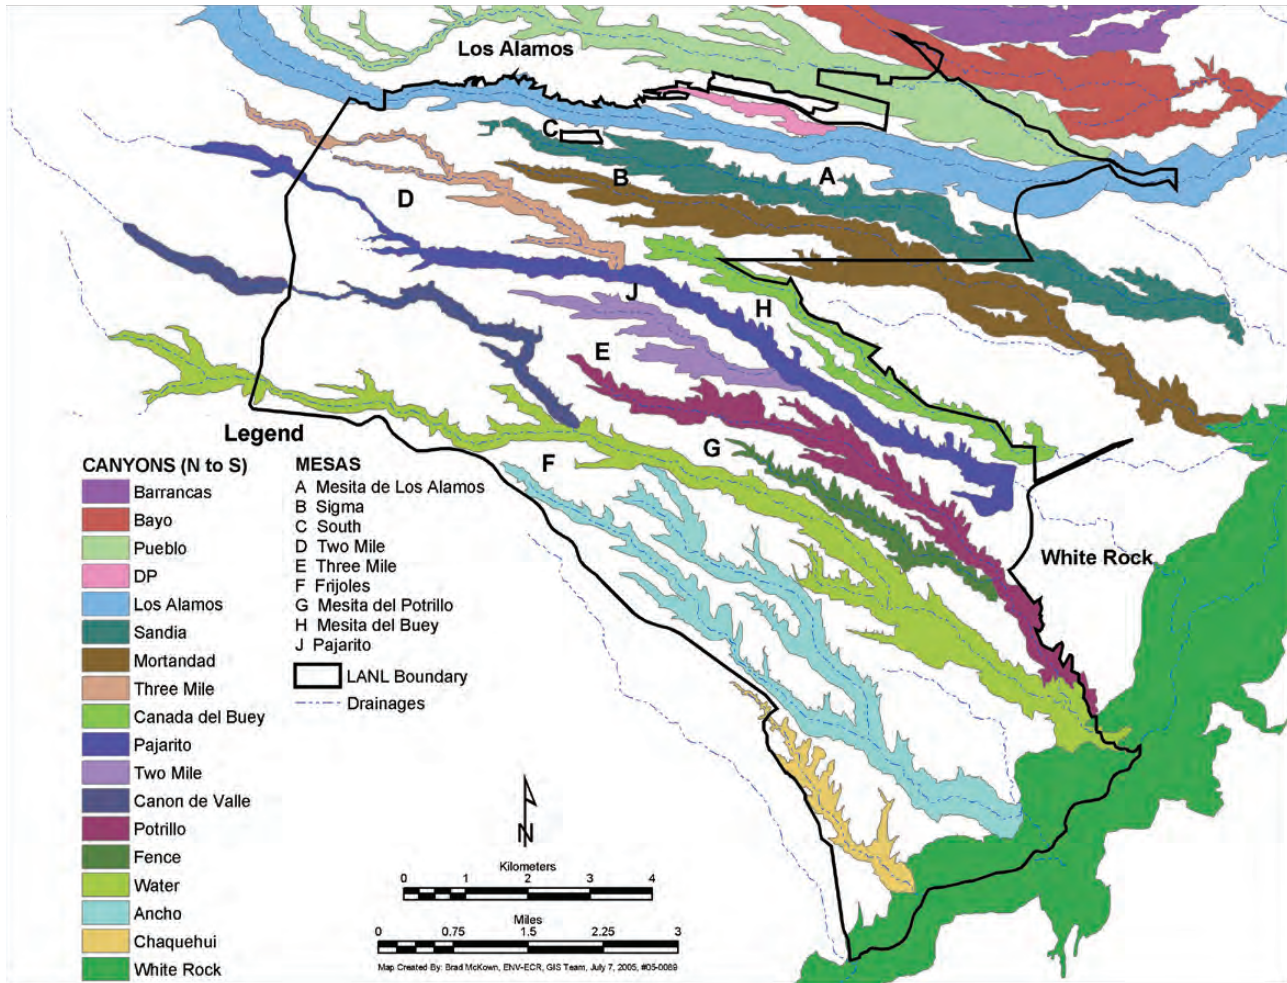 Los Alamos
C
B
A
D
J
H
E
G
F
White Rock
Legend
CANYONS (N to S)
Barrancas
Bayo
Pueblo
DP
Los Alamos
Sandia
Mortandad
Three Mile
Canada del Buey
Pajarito
Two Mile
Canon de Valle
Potrillo
Fence
Water
Ancho
Chaquehui
White Rock
MESAS
A Mesita de Los Alamos
B Sigma
C South
D Two Mile
E Three Mile
F Frijoles
G Mesita del Potrillo
H Mesita del Buey
J Pajarito
LANL Boundary
Drainages
N
Kilometers
0 1 2 3 4
Miles
0 0.75 1.5 2.25 3
Map Created By: Brad McKown, ENV-ECR, GIS Team, July 7, 2005, #05-0089